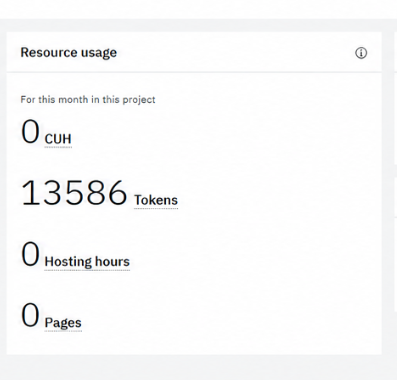 Resource usage
For this month in this project
0 CUH
13586 Tokens
0 Hosting hours
0 Pages